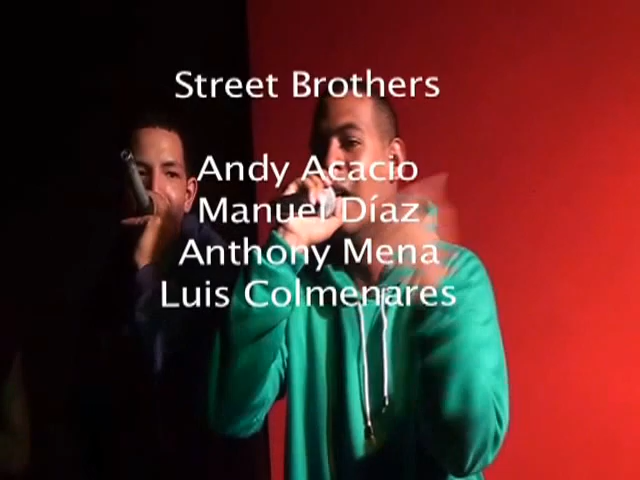 Street Brothers
Andy Acacio
Manuel Díaz
Anthony Mena
Luis Colmenares